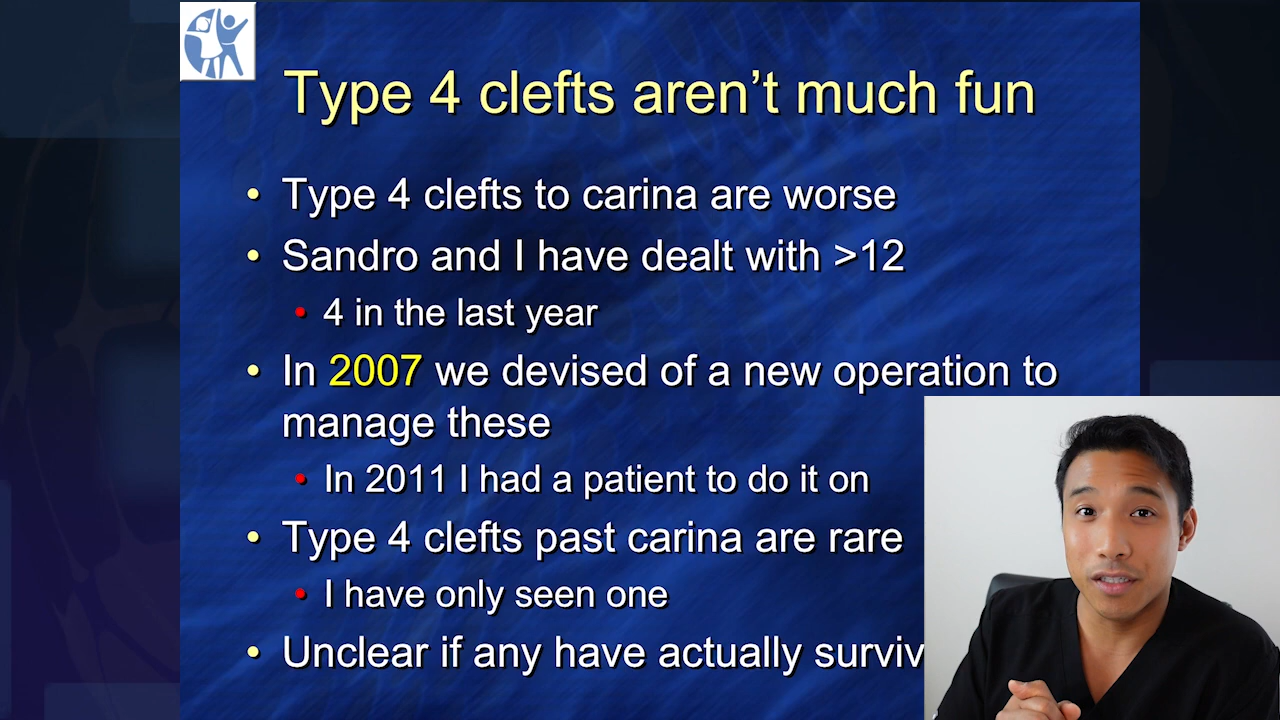 Type 4 clefts aren't much fun
• Type 4 clefts to carina are worse
• Sandro and I have dealt with >12
• 4 in the last year
• In 2007 we devised of a new operation to
manage these
• In 2011 I had a patient to do it on
• Type 4 clefts past carina are rare
• I have only seen one
• Unclear if any have actually surviv